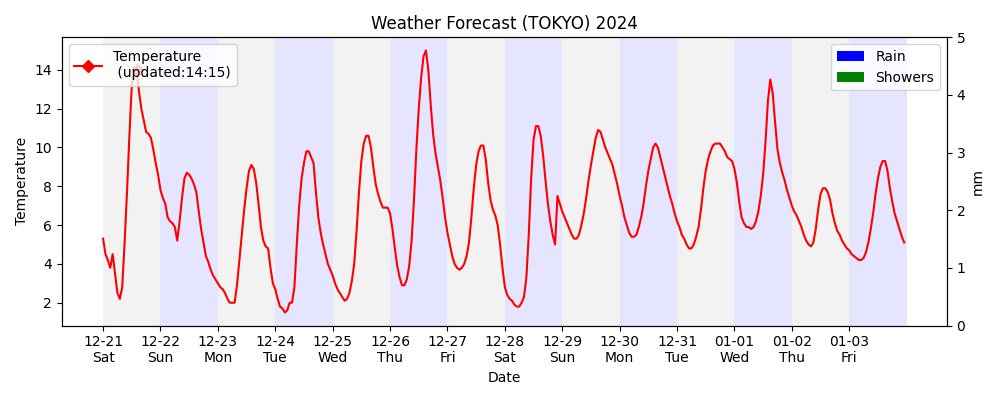 Weather Forecast (TOKYO) 2024
Temperature
(updated:14:15)
Rain
Showers
Temperature
14
12
10
8
6
4
2
5
4
3
2
1
0
mm
12-21 12-22 12-23 12-24 12-25 12-26 12-27 12-28 12-29 12-30 12-31 01-01 01-02 01-03
Sat Sun Mon Tue Wed Thu Fri Sat Sun Mon Tue Wed Thu Fri
Date